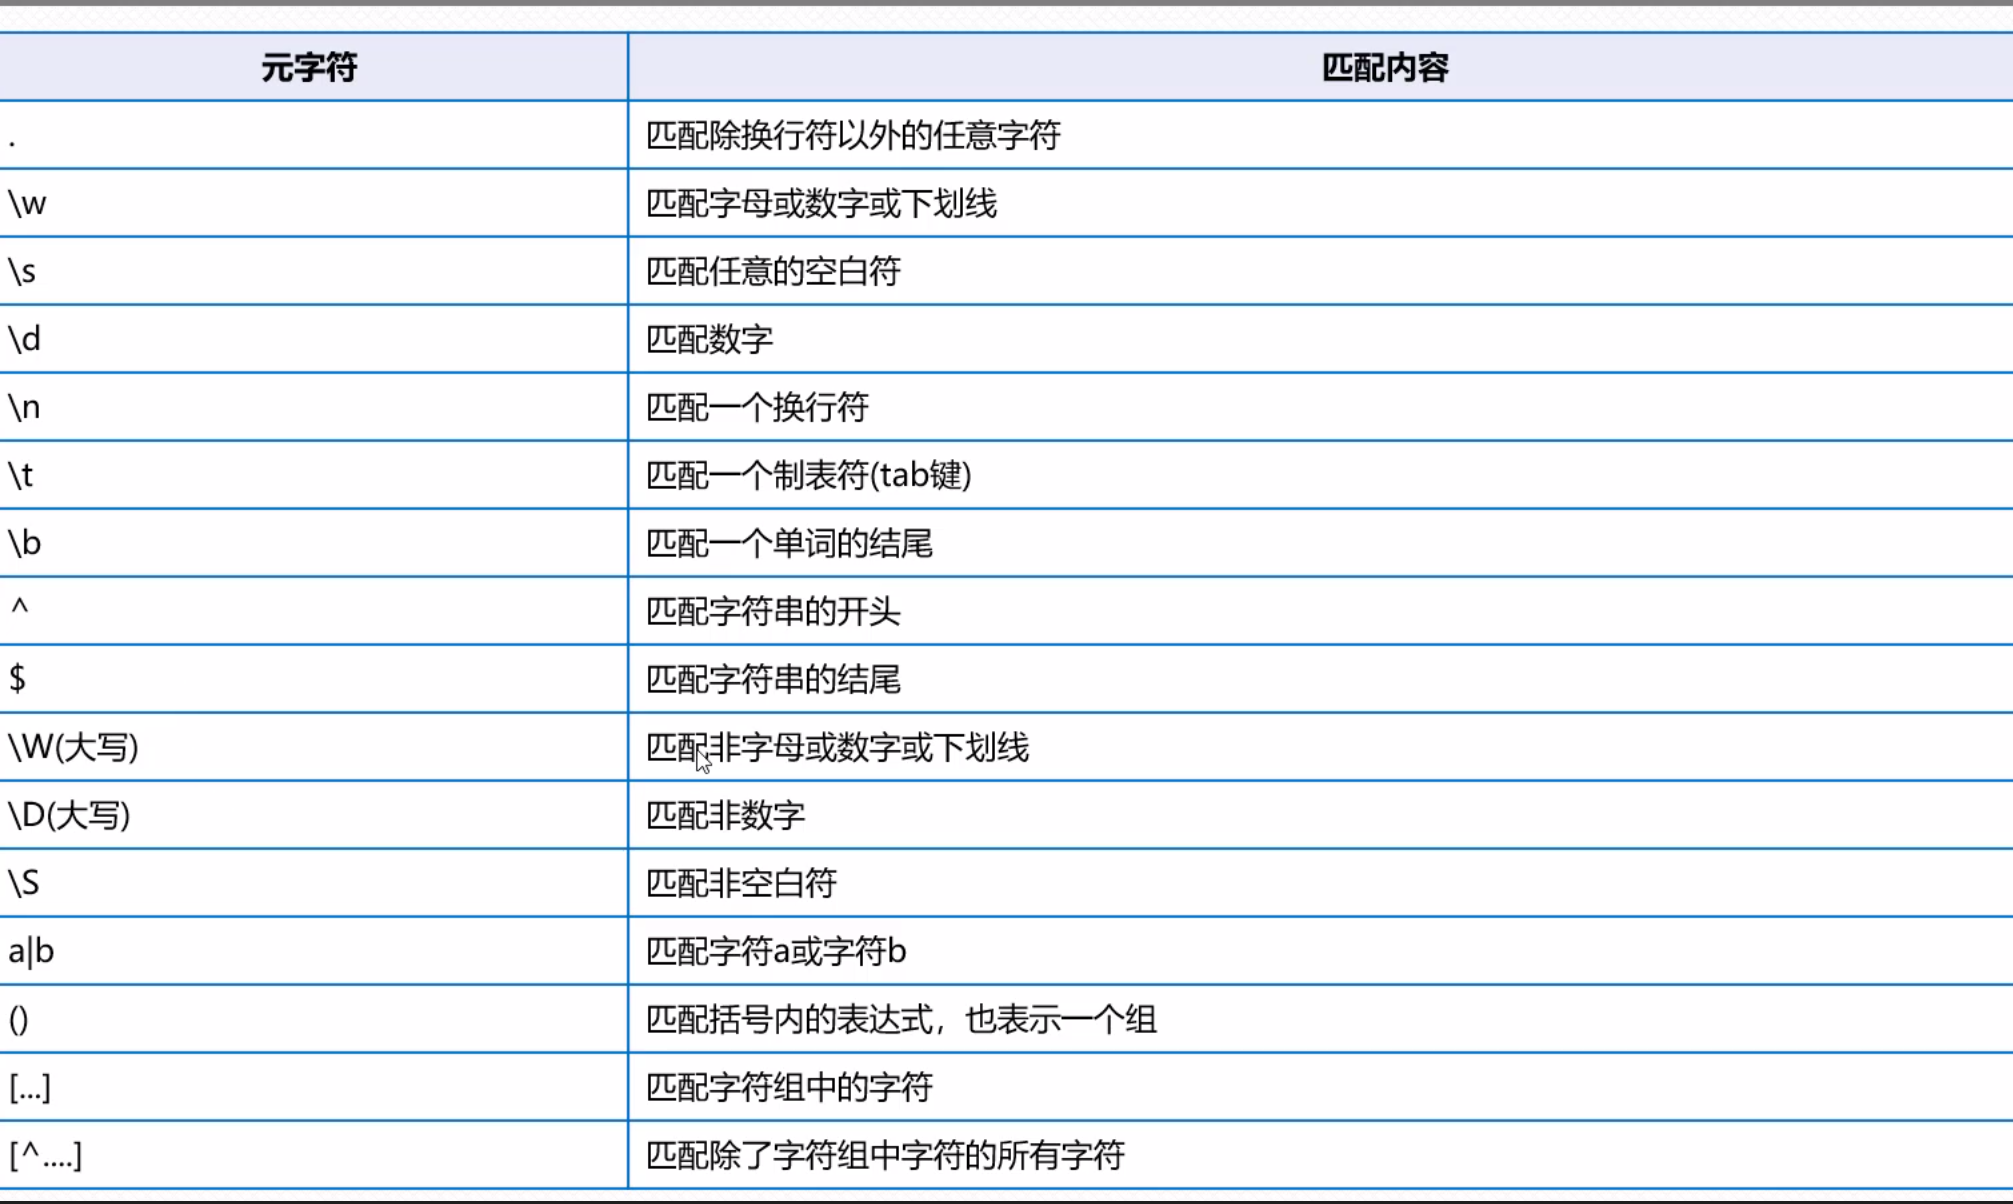 元字符 匹配内容
. 匹配除换行符以外的任意字符
\w 匹配字母或数字或下划线
\s 匹配任意的空白符
\d 匹配数字
\n 匹配一个换行符
\t 匹配一个制表符(tab键)
\b 匹配一个单词的结尾
^ 匹配字符串的开头
$ 匹配字符串的结尾
\W(大写) 匹配非字母或数字或下划线
\D(大写) 匹配非数字
\S 匹配非空白符
a|b 匹配字符a或字符b
() 匹配括号内的表达式，也表示一个组
[...] 匹配字符组中的字符
[^....] 匹配除了字符组中字符的所有字符